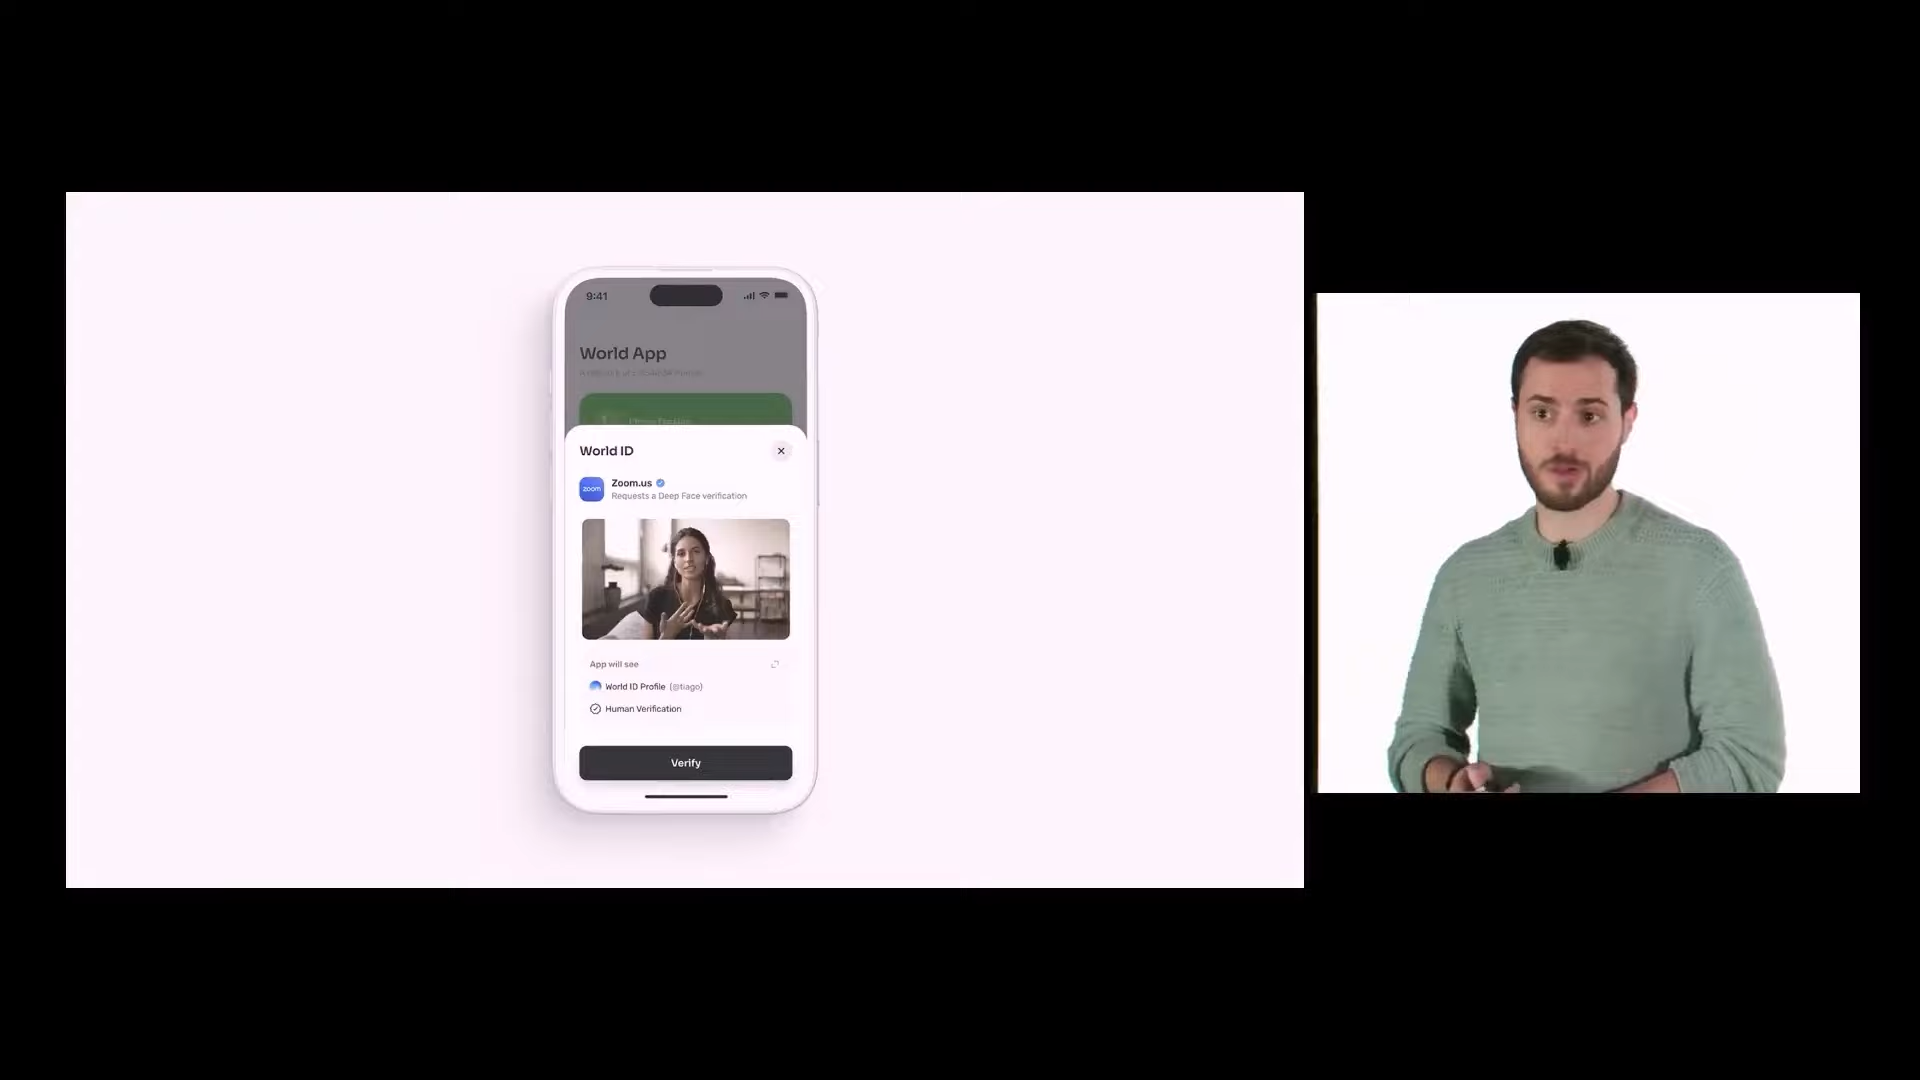 9:41
World App
World ID
zoom
Zoom.us
Requests a Deep Face verification
App will see
World ID Profile (@tiago)
Human Verification
Verify